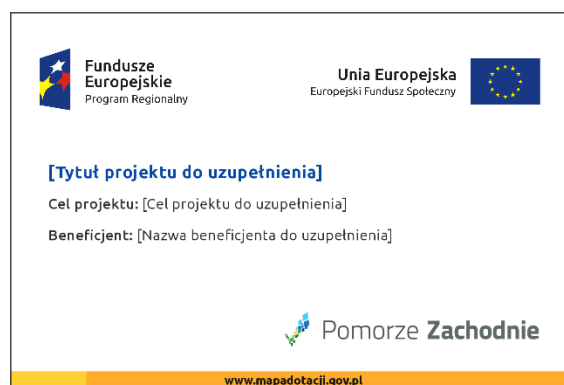 Fundusze
Europejskie
Program Regionalny
Unia Europejska
Europejski Fundusz Społeczny
[Tytuł projektu do uzupełnienia]
Cel projektu: [Cel projektu do uzupełnienia]
Beneficjent: [Nazwa beneficjenta do uzupełnienia]
Pomorze Zachodnie
www.mapadotacji.gov.pl